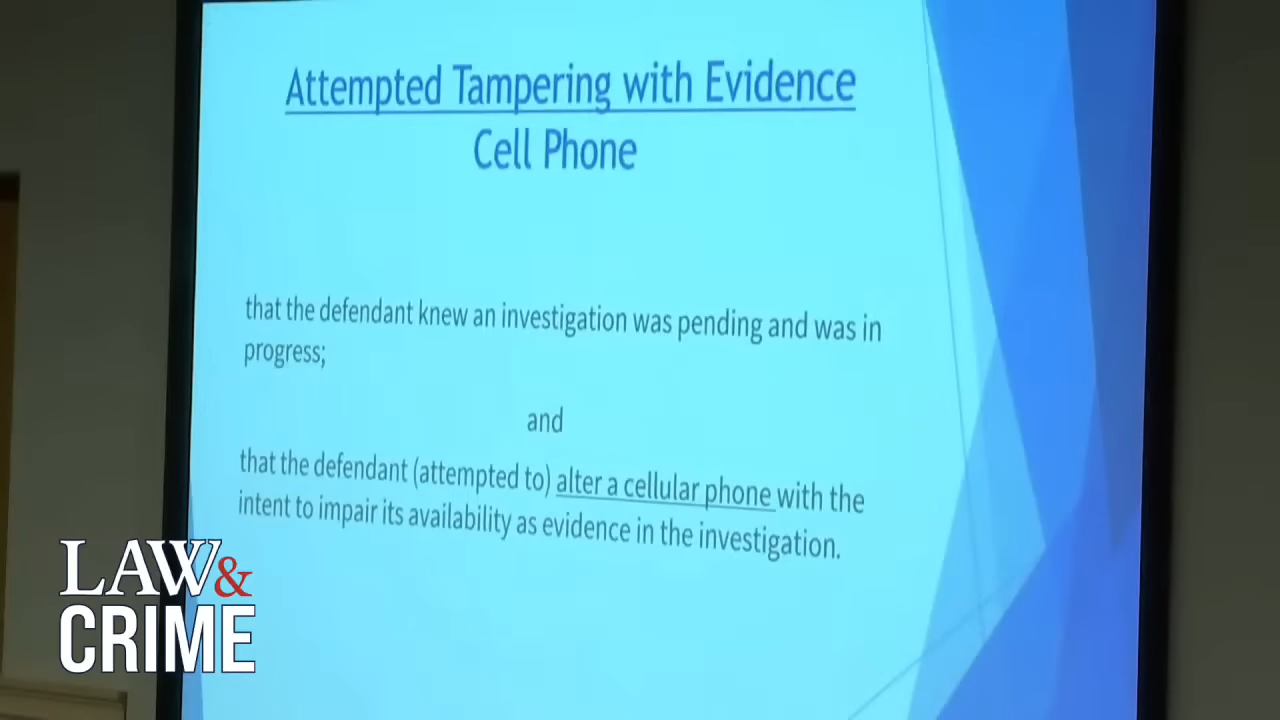 Attempted Tampering with Evidence
Cell Phone
that the defendant knew an investigation was pending and was in
progress;
and
that the defendant (attempted to) alter a cellular phone with the
intent to impair its availability as evidence in the investigation.
LAW&
CRIME